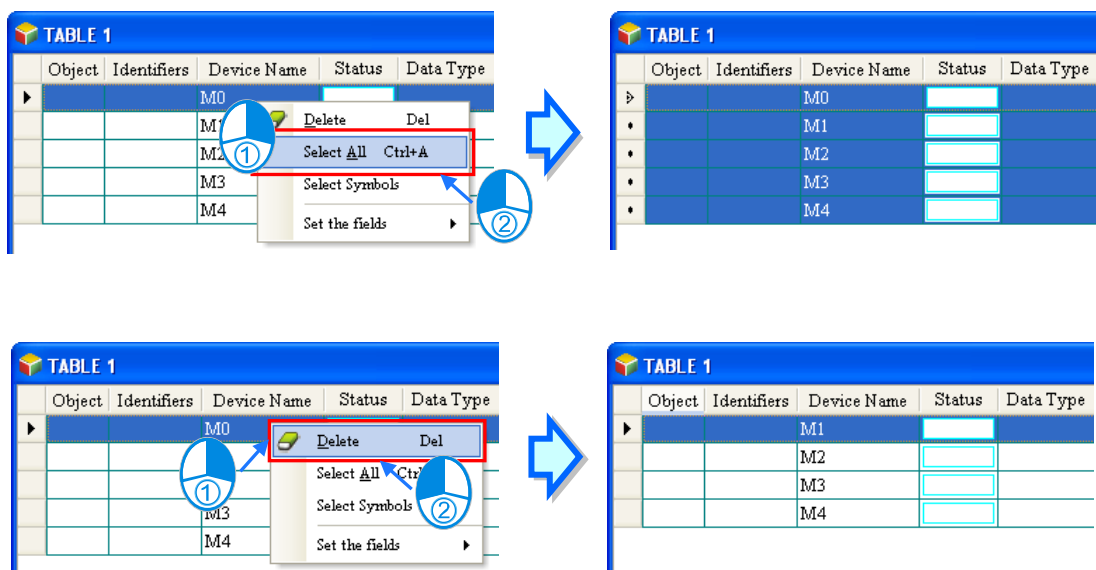 TABLE 1
Object Identifiers Device Name Status Data Type
M0
Delete Del
M1
Select All Ctrl+A
M2
①
M3
Select Symbols
M4
Set the fields
②
TABLE 1
Object Identifiers Device Name Status Data Type
M0
M1
M2
M3
M4
TABLE 1
Object Identifiers Device Name Status Data Type
M0
Delete Del
Select All
Select Symbols
①
②
M3
M4
Set the fields
TABLE 1
Object Identifiers Device Name Status Data Type
M1
M2
M3
M4